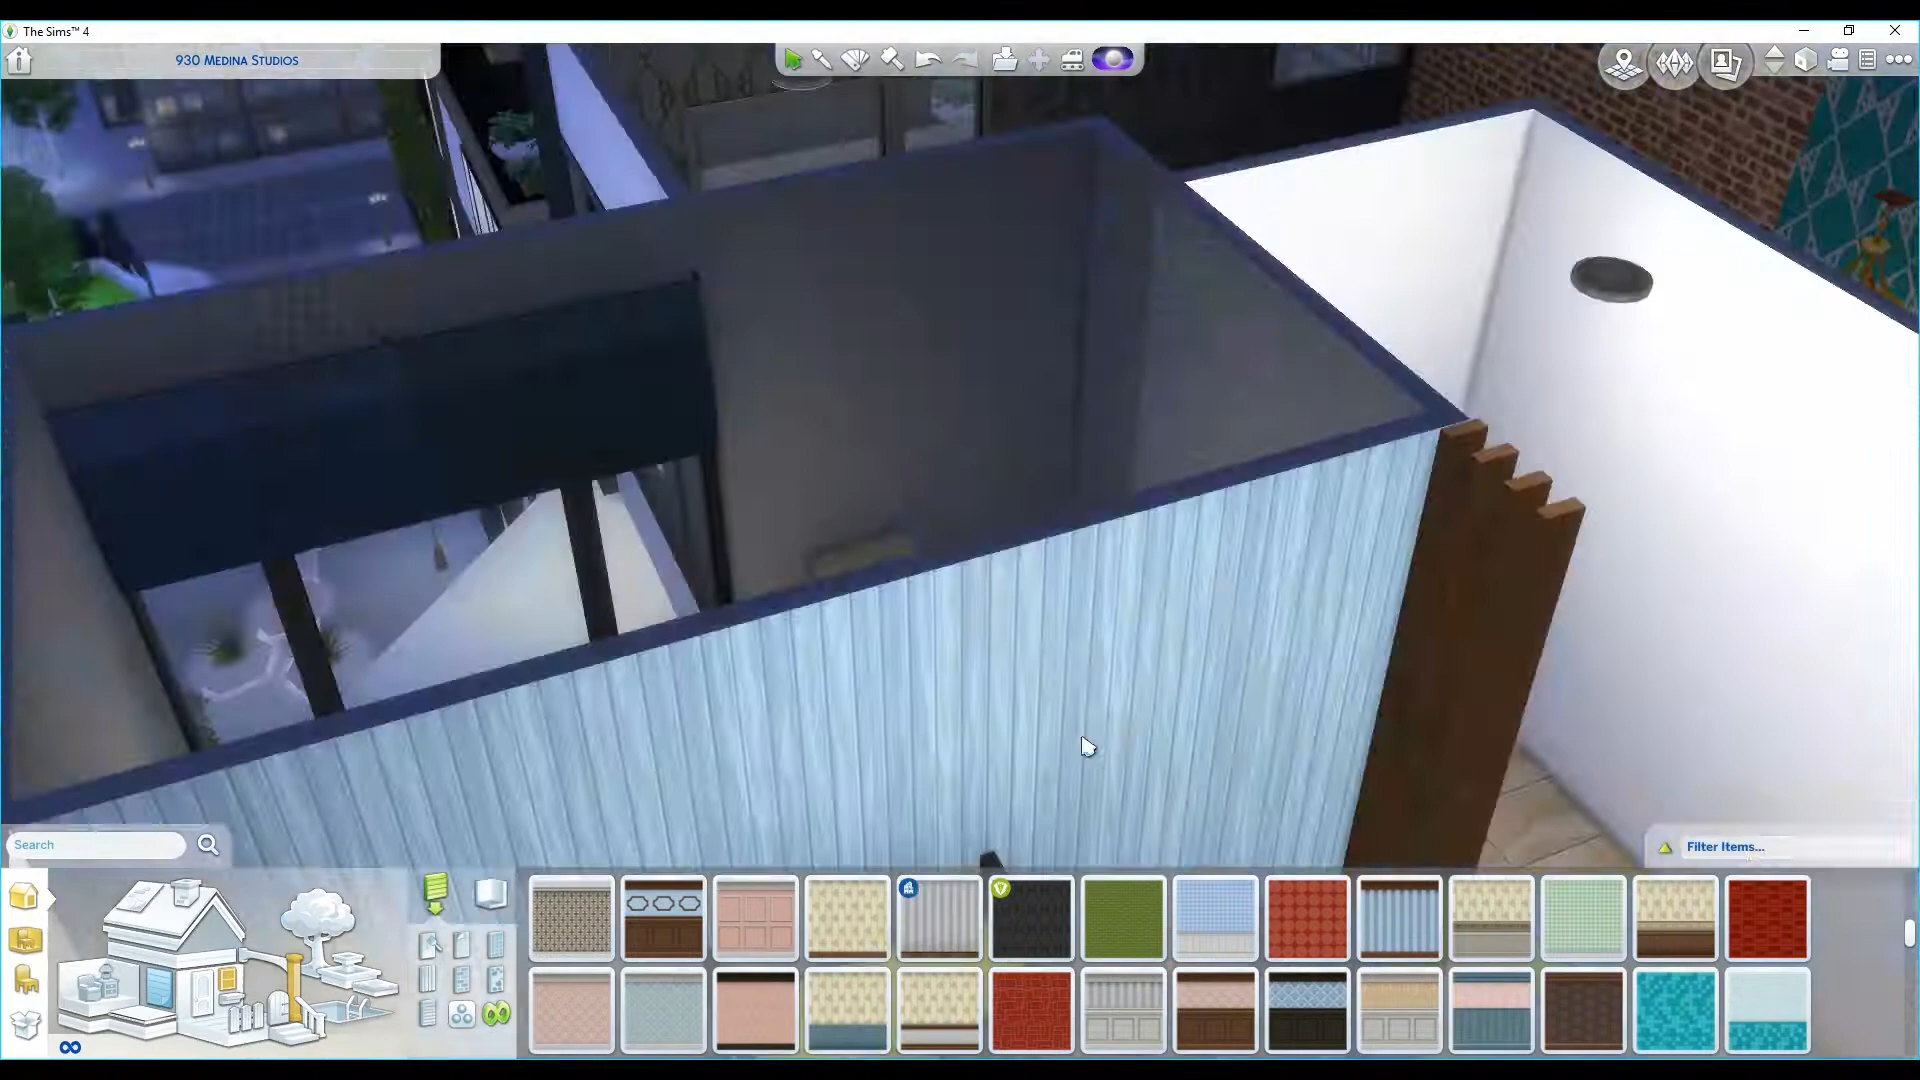 The Sims™ 4
930 Medina Studios
Search
Filter Items...